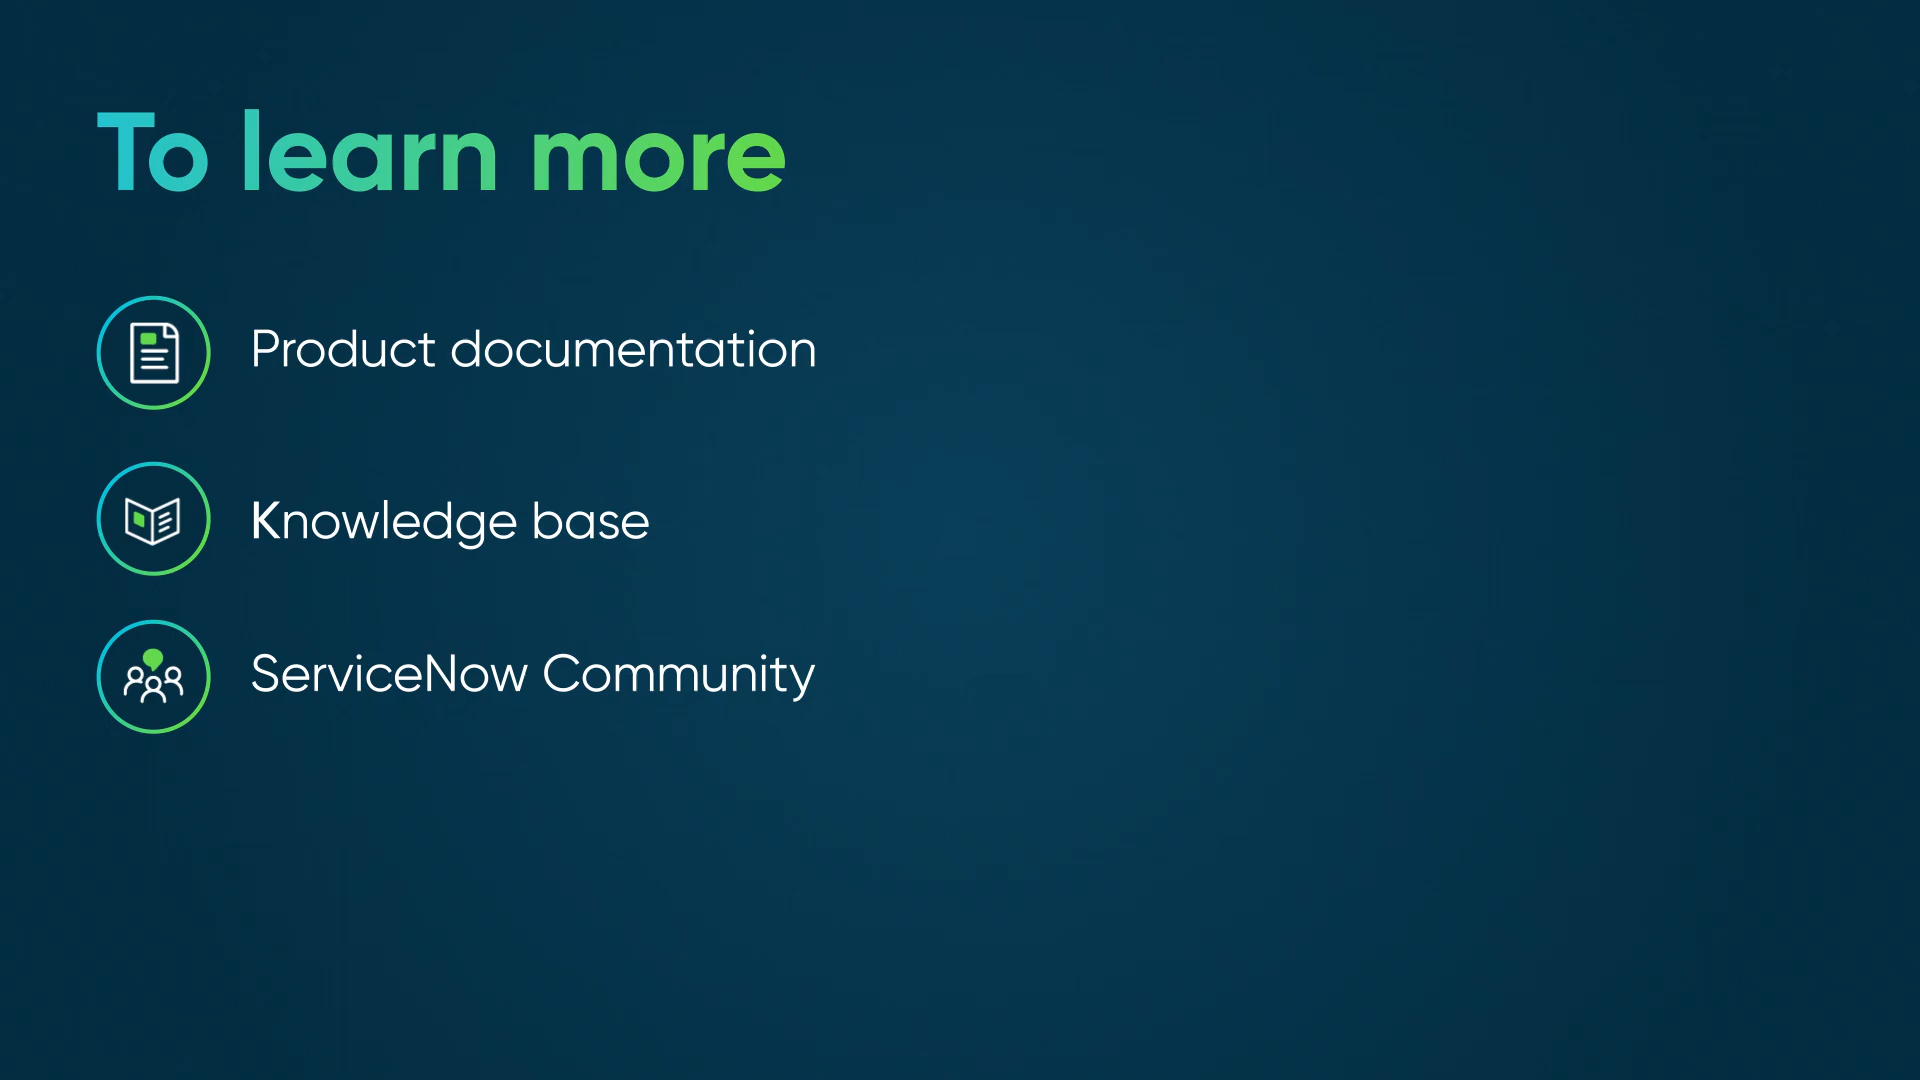 To learn more
Product documentation
Knowledge base
ServiceNow Community